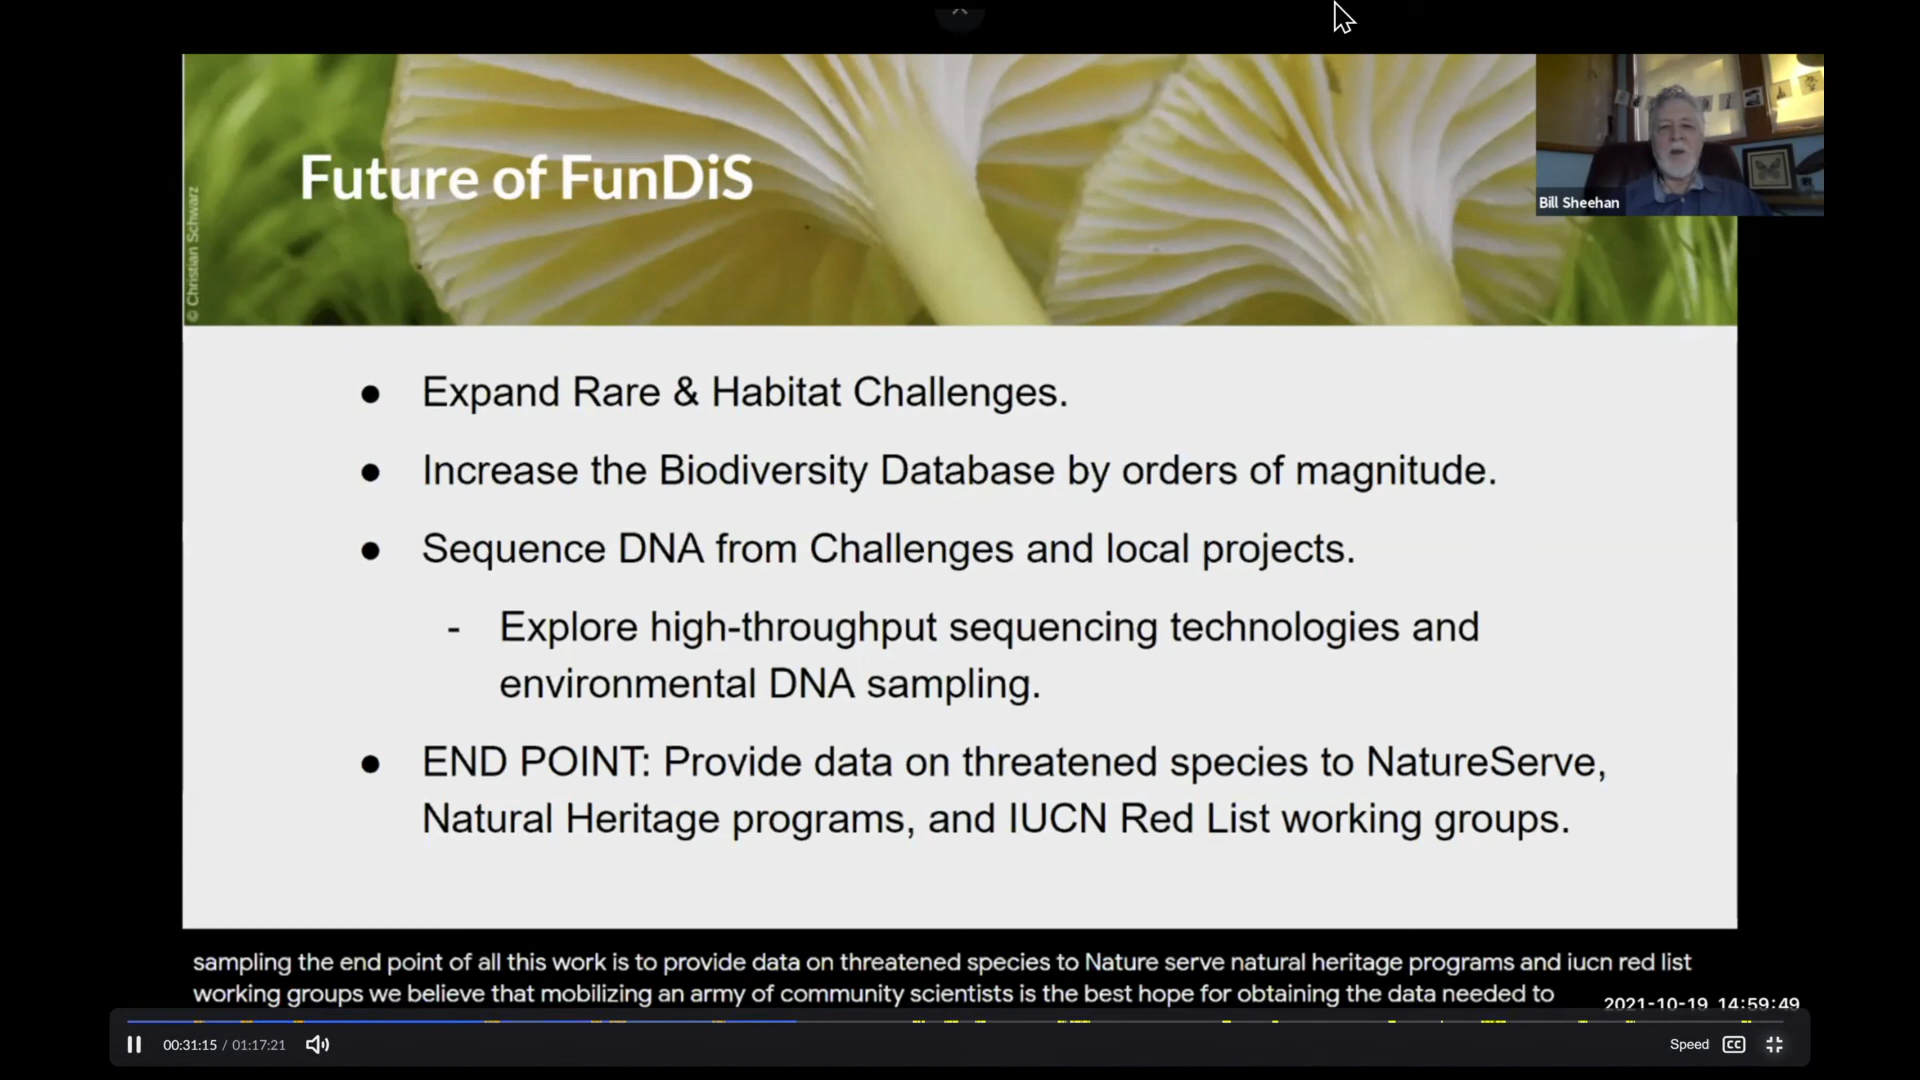 Future of FunDiS
© Christian Schwarz
Bill Sheehan
● Expand Rare & Habitat Challenges.
● Increase the Biodiversity Database by orders of magnitude.
● Sequence DNA from Challenges and local projects.
- Explore high-throughput sequencing technologies and
environmental DNA sampling.
● END POINT: Provide data on threatened species to NatureServe,
Natural Heritage programs, and IUCN Red List working groups.
sampling the end point of all this work is to provide data on threatened species to Nature serve natural heritage programs and iucn red list
working groups we believe that mobilizing an army of community scientists is the best hope for obtaining the data needed to
2021-10-19 14:59:49
00:31:15 / 01:17:21
Speed
CC